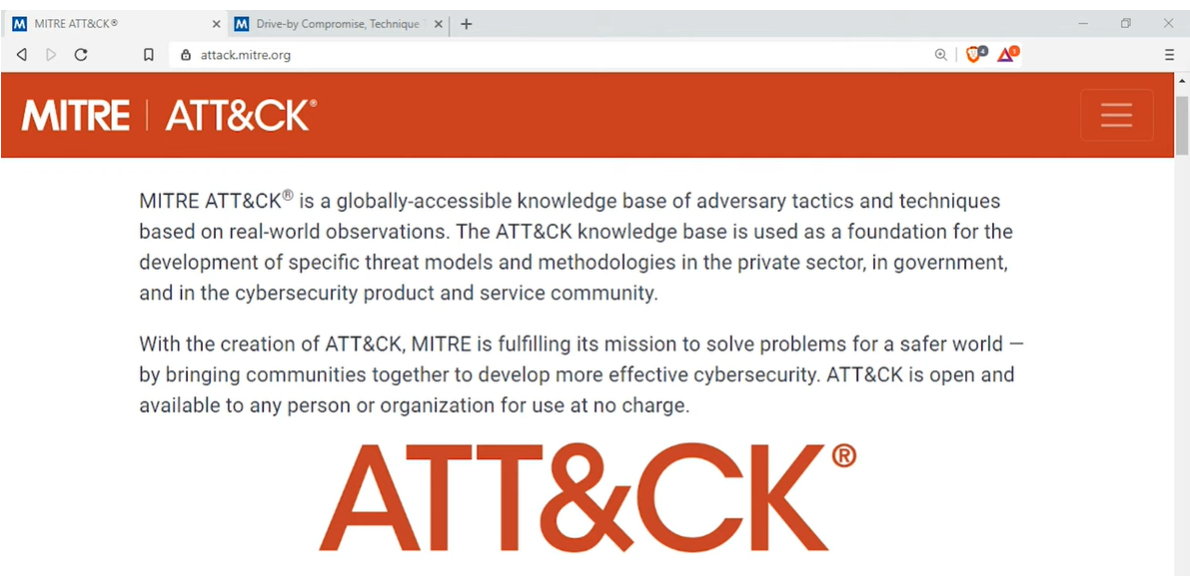 MITRE ATT&CK®
Drive-by Compromise, Technique
attack.mitre.org
4
1
MITRE | ATT&CK®
MITRE ATT&CK® is a globally-accessible knowledge base of adversary tactics and techniques
based on real-world observations. The ATT&CK knowledge base is used as a foundation for the
development of specific threat models and methodologies in the private sector, in government,
and in the cybersecurity product and service community.
With the creation of ATT&CK, MITRE is fulfilling its mission to solve problems for a safer world —
by bringing communities together to develop more effective cybersecurity. ATT&CK is open and
available to any person or organization for use at no charge.
ATT&CK®